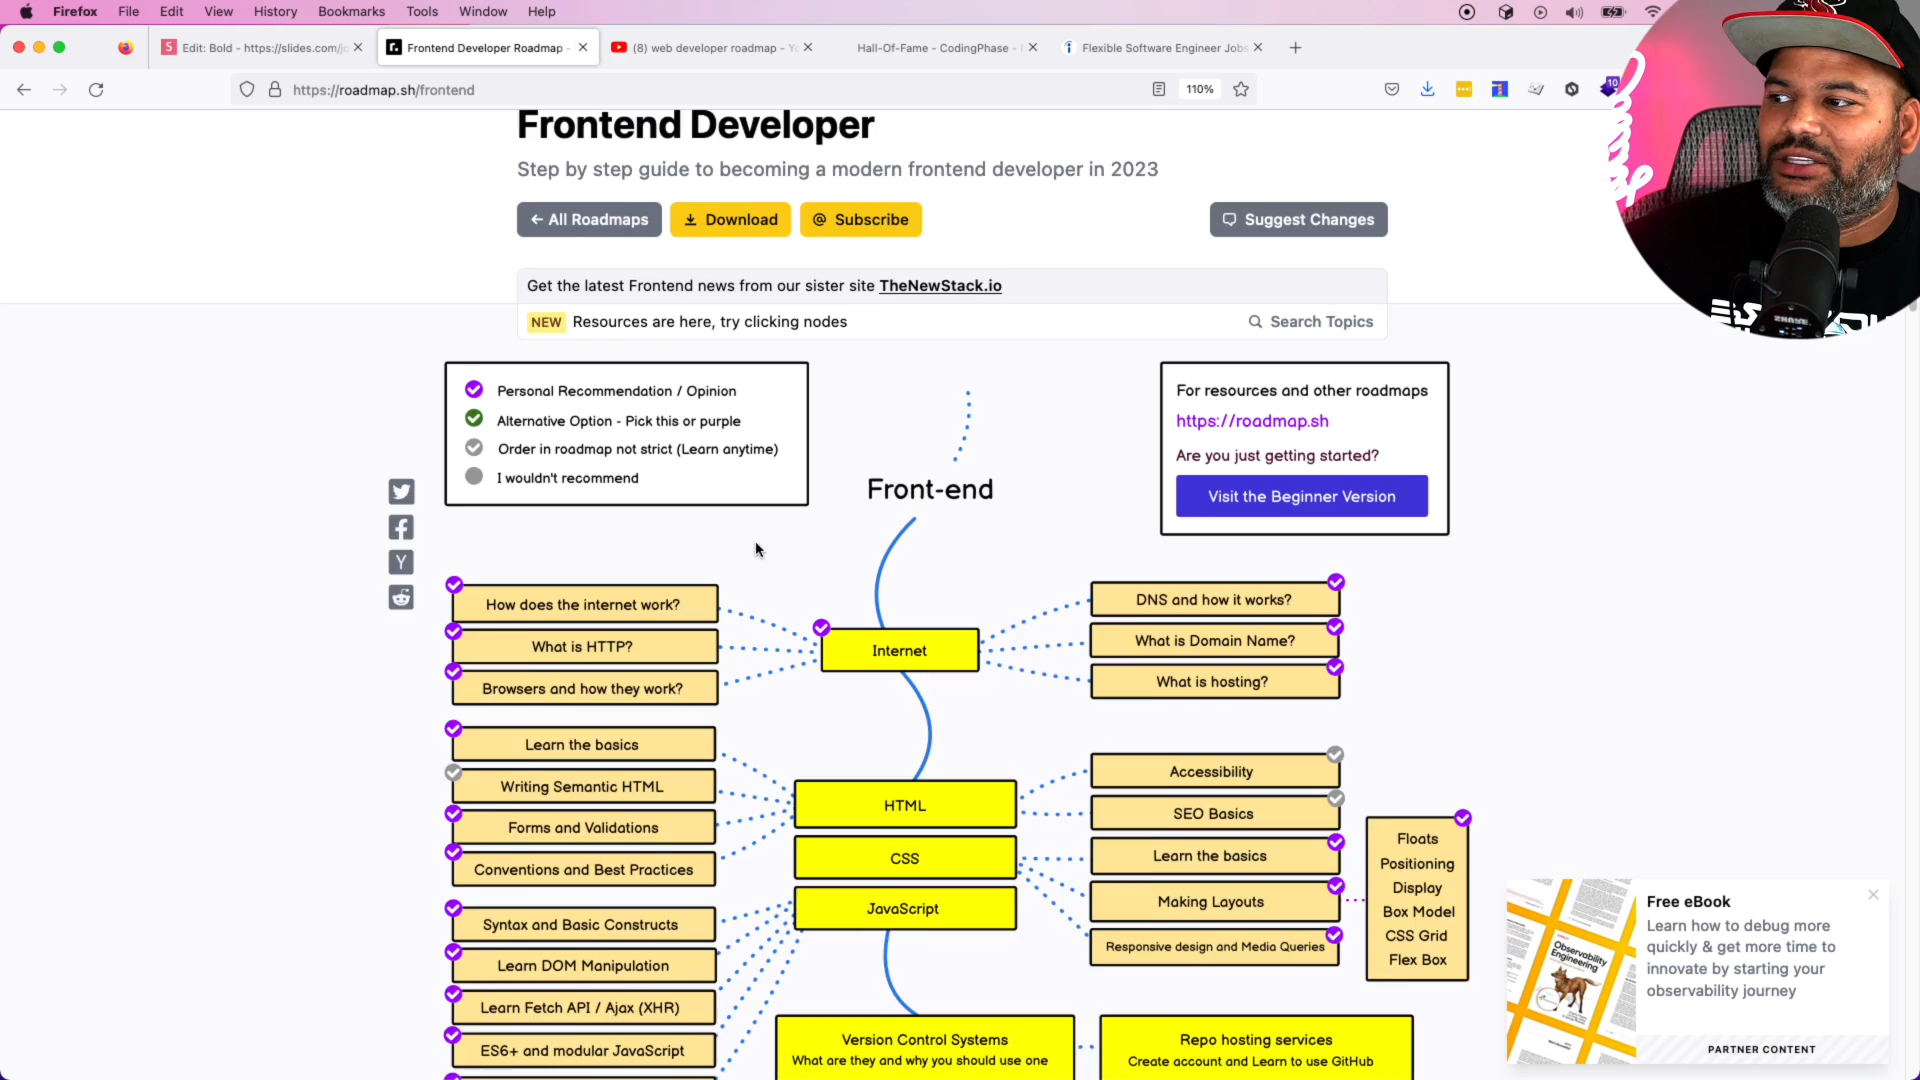 Firefox File Edit View History Bookmarks Tools Window Help
Edit: Bold - https://slides.com/jo
Frontend Developer Roadmap -
(8) web developer roadmap - Yo
Hall-Of-Fame - CodingPhase -
Flexible Software Engineer Jobs
https://roadmap.sh/frontend
110%
10
Frontend Developer
Step by step guide to becoming a modern frontend developer in 2023
← All Roadmaps
Download
@ Subscribe
Suggest Changes
Get the latest Frontend news from our sister site TheNewStack.io
NEW Resources are here, try clicking nodes
Search Topics
Personal Recommendation / Opinion
Alternative Option - Pick this or purple
Order in roadmap not strict (Learn anytime)
I wouldn't recommend
For resources and other roadmaps
https://roadmap.sh
Are you just getting started?
Visit the Beginner Version
Front-end
How does the internet work?
What is HTTP?
Browsers and how they work?
Internet
DNS and how it works?
What is Domain Name?
What is hosting?
Learn the basics
Writing Semantic HTML
Forms and Validations
Conventions and Best Practices
HTML
CSS
JavaScript
Accessibility
SEO Basics
Learn the basics
Making Layouts
Responsive design and Media Queries
Floats
Positioning
Display
Box Model
CSS Grid
Flex Box
Syntax and Basic Constructs
Learn DOM Manipulation
Learn Fetch API / Ajax (XHR)
ES6+ and modular JavaScript
Version Control Systems
What are they and why you should use one
Repo hosting services
Create account and Learn to use GitHub
Free eBook
Learn how to debug more
quickly & get more time to
innovate by starting your
observability journey
Observability
Engineering
PARTNER CONTENT
SHURE